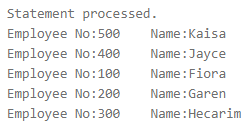 Statement processed.
Employee No:500    Name:Kaisa
Employee No:400    Name:Jayce
Employee No:100    Name:Fiora
Employee No:200    Name:Garen
Employee No:300    Name:Hecarim